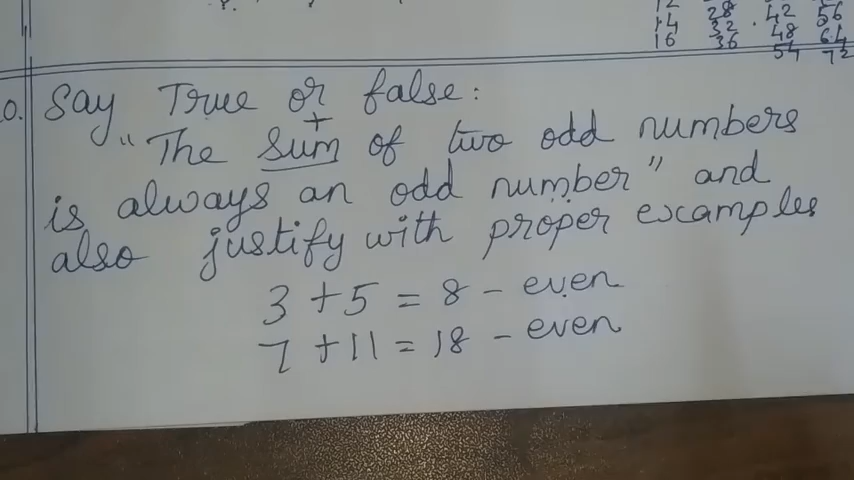 12
14 28 . 42 56
16 32 48 64
36 54 72
0. Say True or false:
+
"The sum of two odd numbers
is always an odd number" and
also justify with proper examples
3 + 5 = 8 - even
7 + 11 = 18 - even